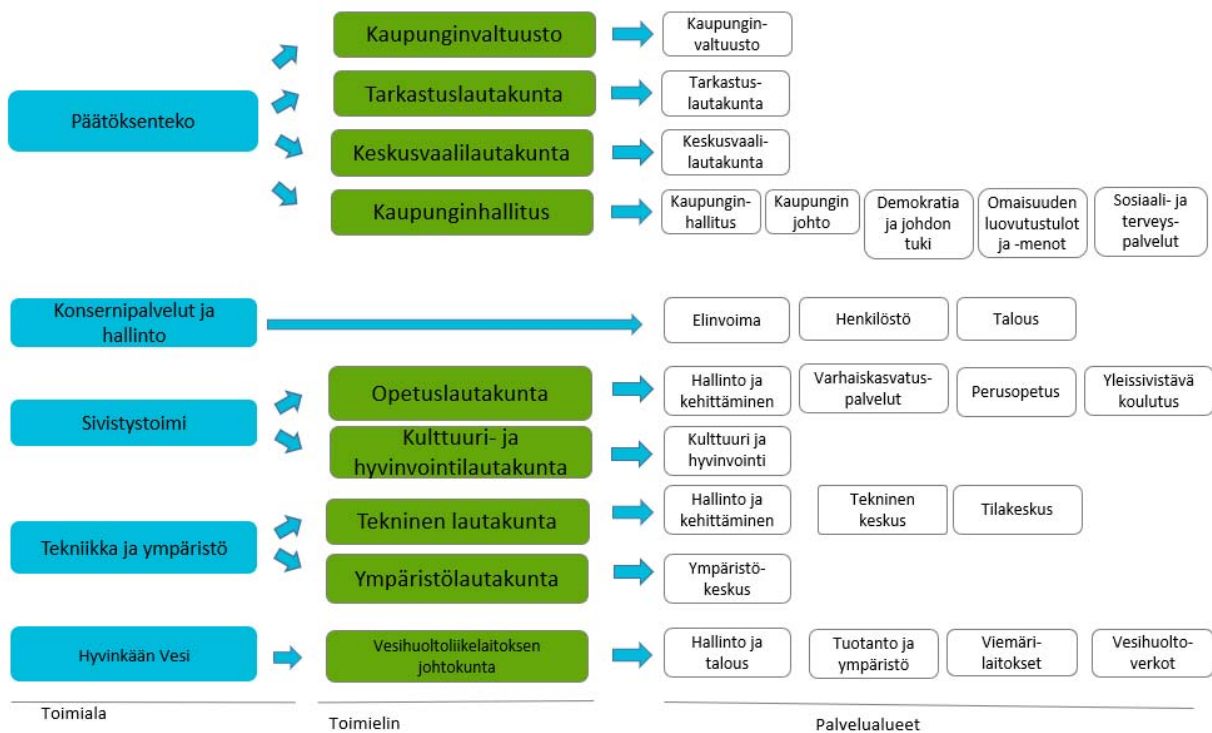 Päätöksenteko
Kaupunginvaltuusto
Kaupungin-
valtuusto
Tarkastuslautakunta
Tarkastus-
lautakunta
Keskusvaalilautakunta
Keskusvaali-
lautakunta
Kaupunginhallitus
Kaupungin-
hallitus
Kaupungin
johto
Demokratia
ja johdon
tuki
Omaisuuden
luovutustulot
ja -menot
Sosiaali- ja
terveys-
palvelut
Konsernipalvelut ja
hallinto
Elinvoima
Henkilöstö
Talous
Sivistystoimi
Opetuslautakunta
Hallinto ja
kehittäminen
Varhaiskasvatus-
palvelut
Perusopetus
Yleissivistävä
koulutus
Kulttuuri- ja
hyvinvointilautakunta
Kulttuuri ja
hyvinvointi
Tekniikka ja ympäristö
Tekninen lautakunta
Hallinto ja
kehittäminen
Tekninen
keskus
Tilakeskus
Ympäristölautakunta
Ympäristö-
keskus
Hyvinkään Vesi
Vesihuoltoliikelaitoksen
johtokunta
Hallinto ja
talous
Tuotanto ja
ympäristö
Viemäri-
laitokset
Vesihuolto-
verkot
Toimiala
Toimielin
Palvelualueet